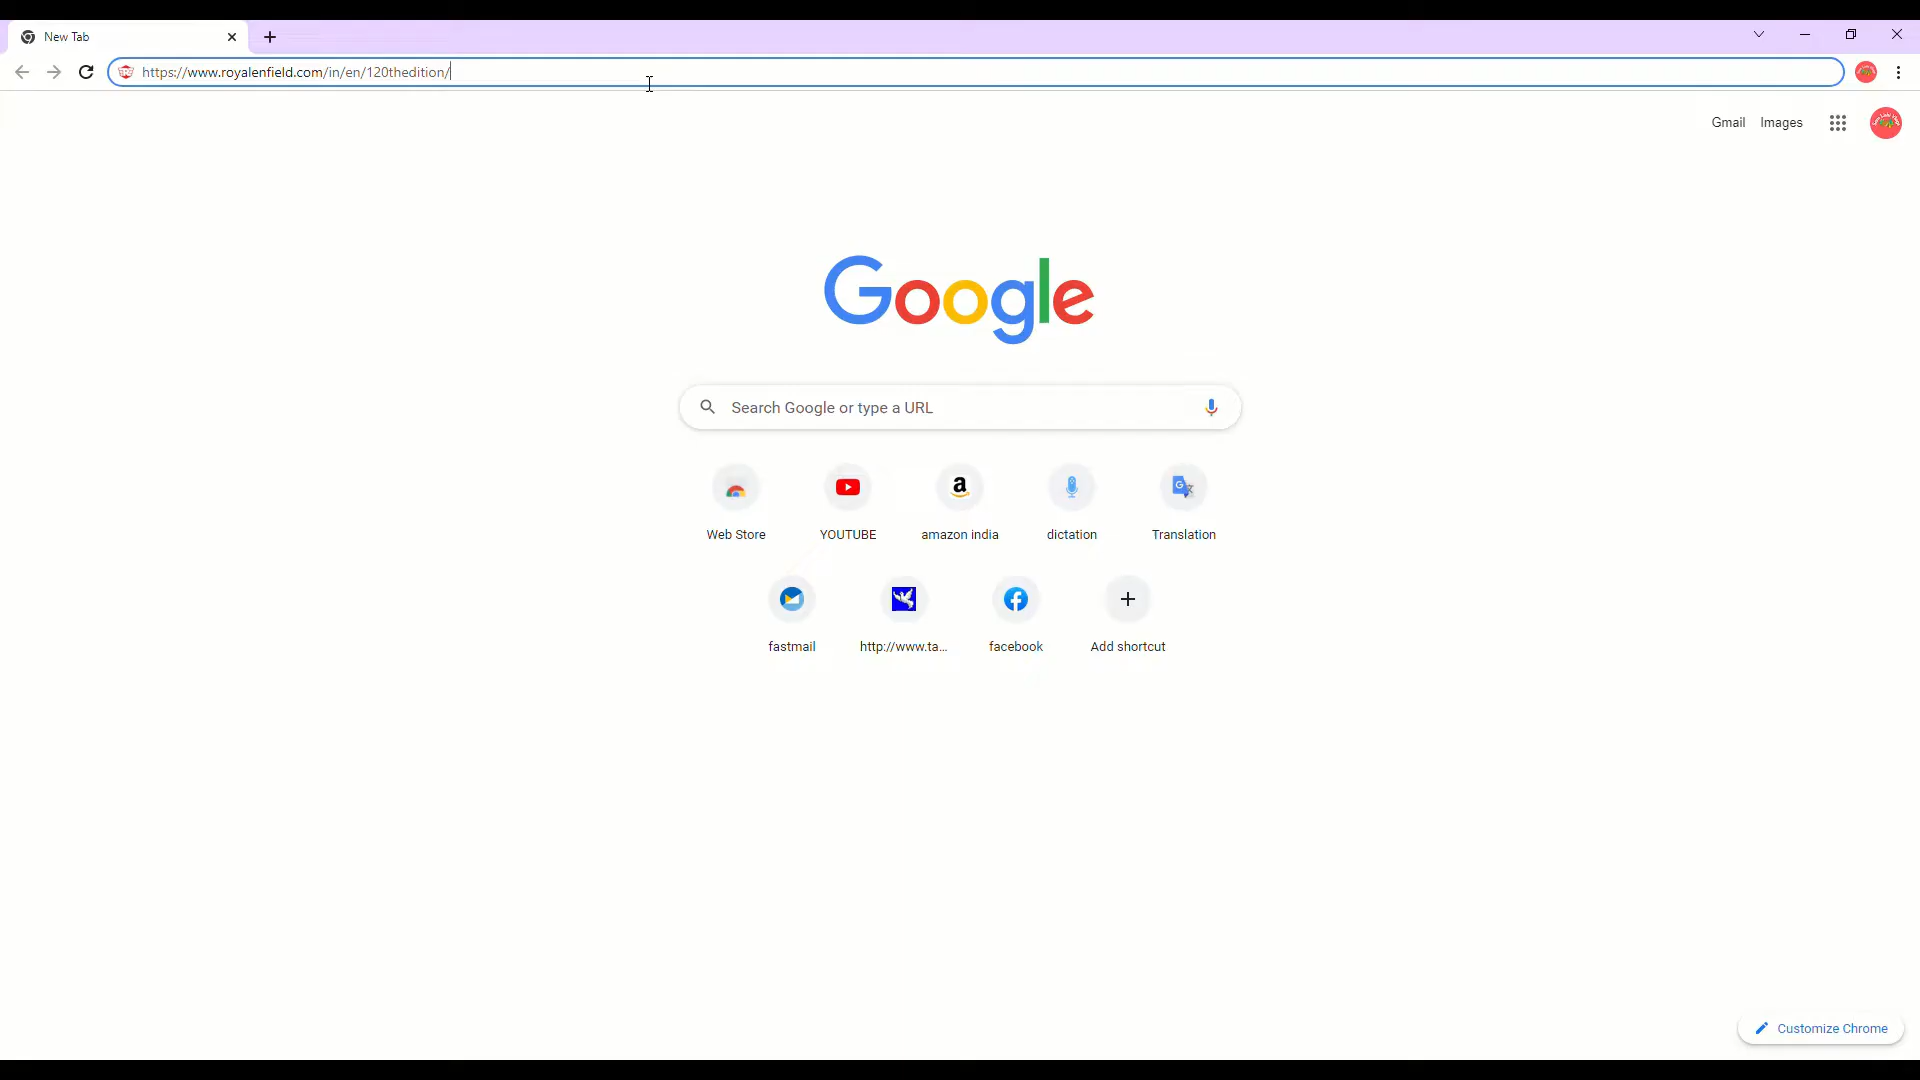 New Tab
https://www.royalenfield.com/in/en/120thedition/
Gmail Images
Google
Search Google or type a URL
Web Store YOUTUBE amazon india dictation Translation
fastmail http://www.ta... facebook Add shortcut
Customize Chrome